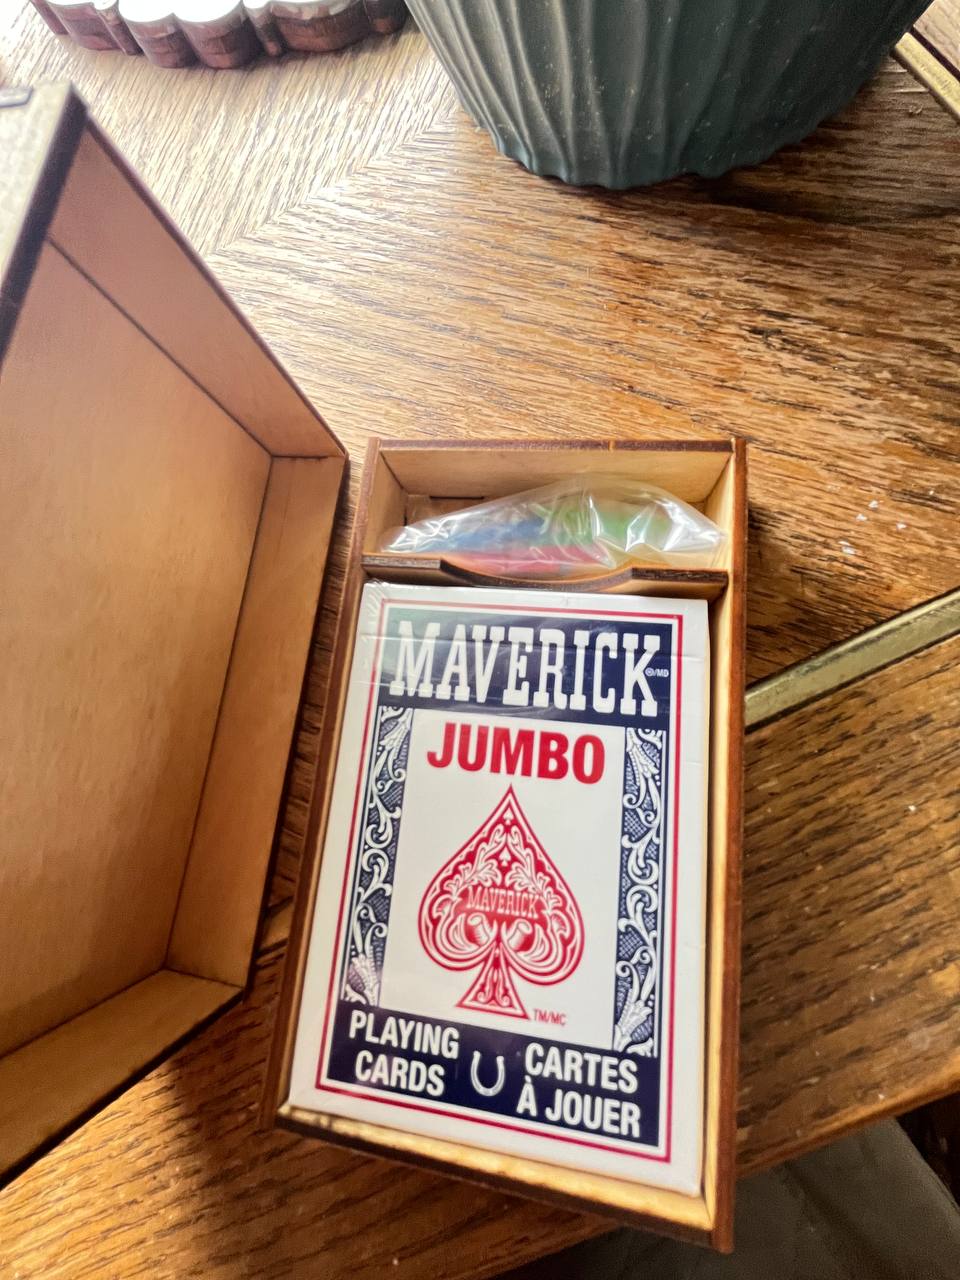 MAVERICK
®/MD
JUMBO
MAVERICK
TM/MC
PLAYING
CARDS
CARTES
À JOUER